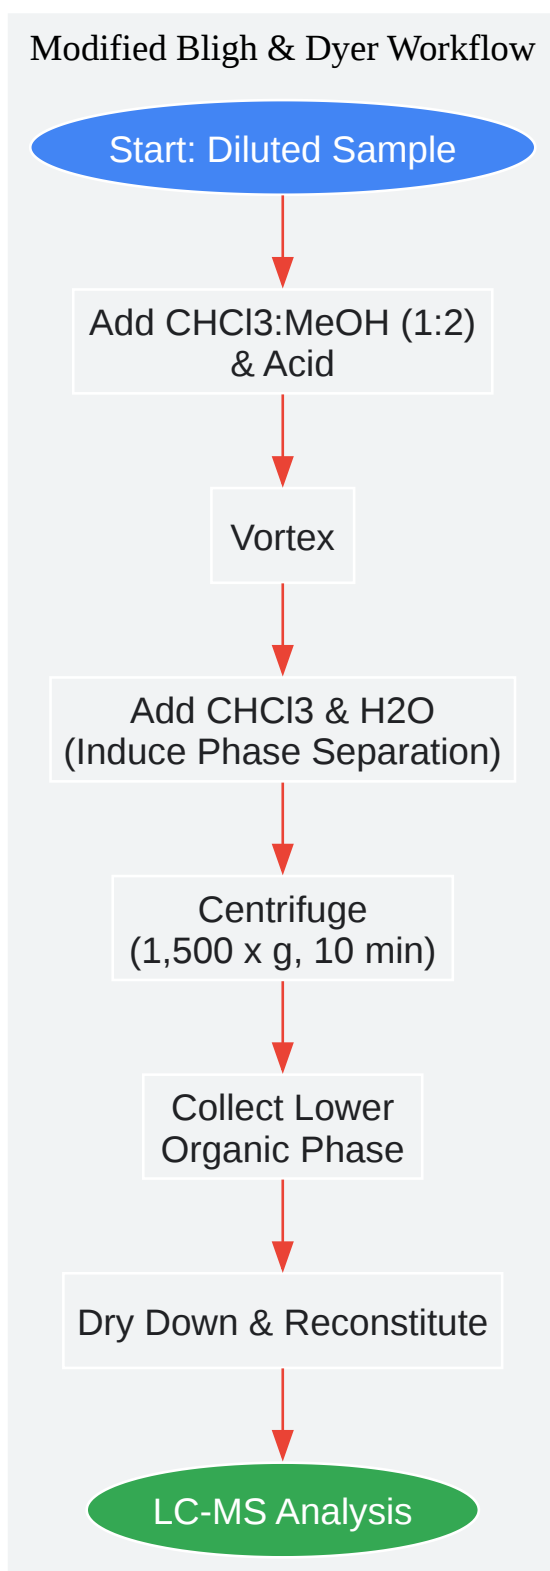 Modified Bligh & Dyer Workflow
Start: Diluted Sample
Add CHCl3:MeOH (1:2)
& Acid
Vortex
Add CHCl3 & H2O
(Induce Phase Separation)
Centrifuge
(1,500 x g, 10 min)
Collect Lower
Organic Phase
Dry Down & Reconstitute
LC-MS Analysis